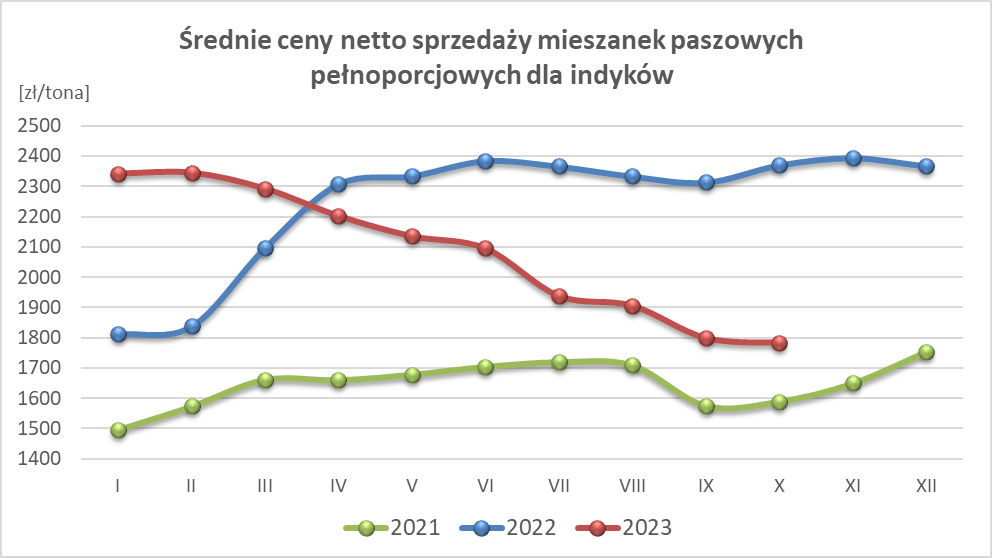 Średnie ceny netto sprzedaży mieszanek paszowych
pełnoporcjowych dla indyków
[zł/tona]
2500
2400
2300
2200
2100
2000
1900
1800
1700
1600
1500
1400
I II III IV V VI VII VIII IX X XI XII
2021 2022 2023